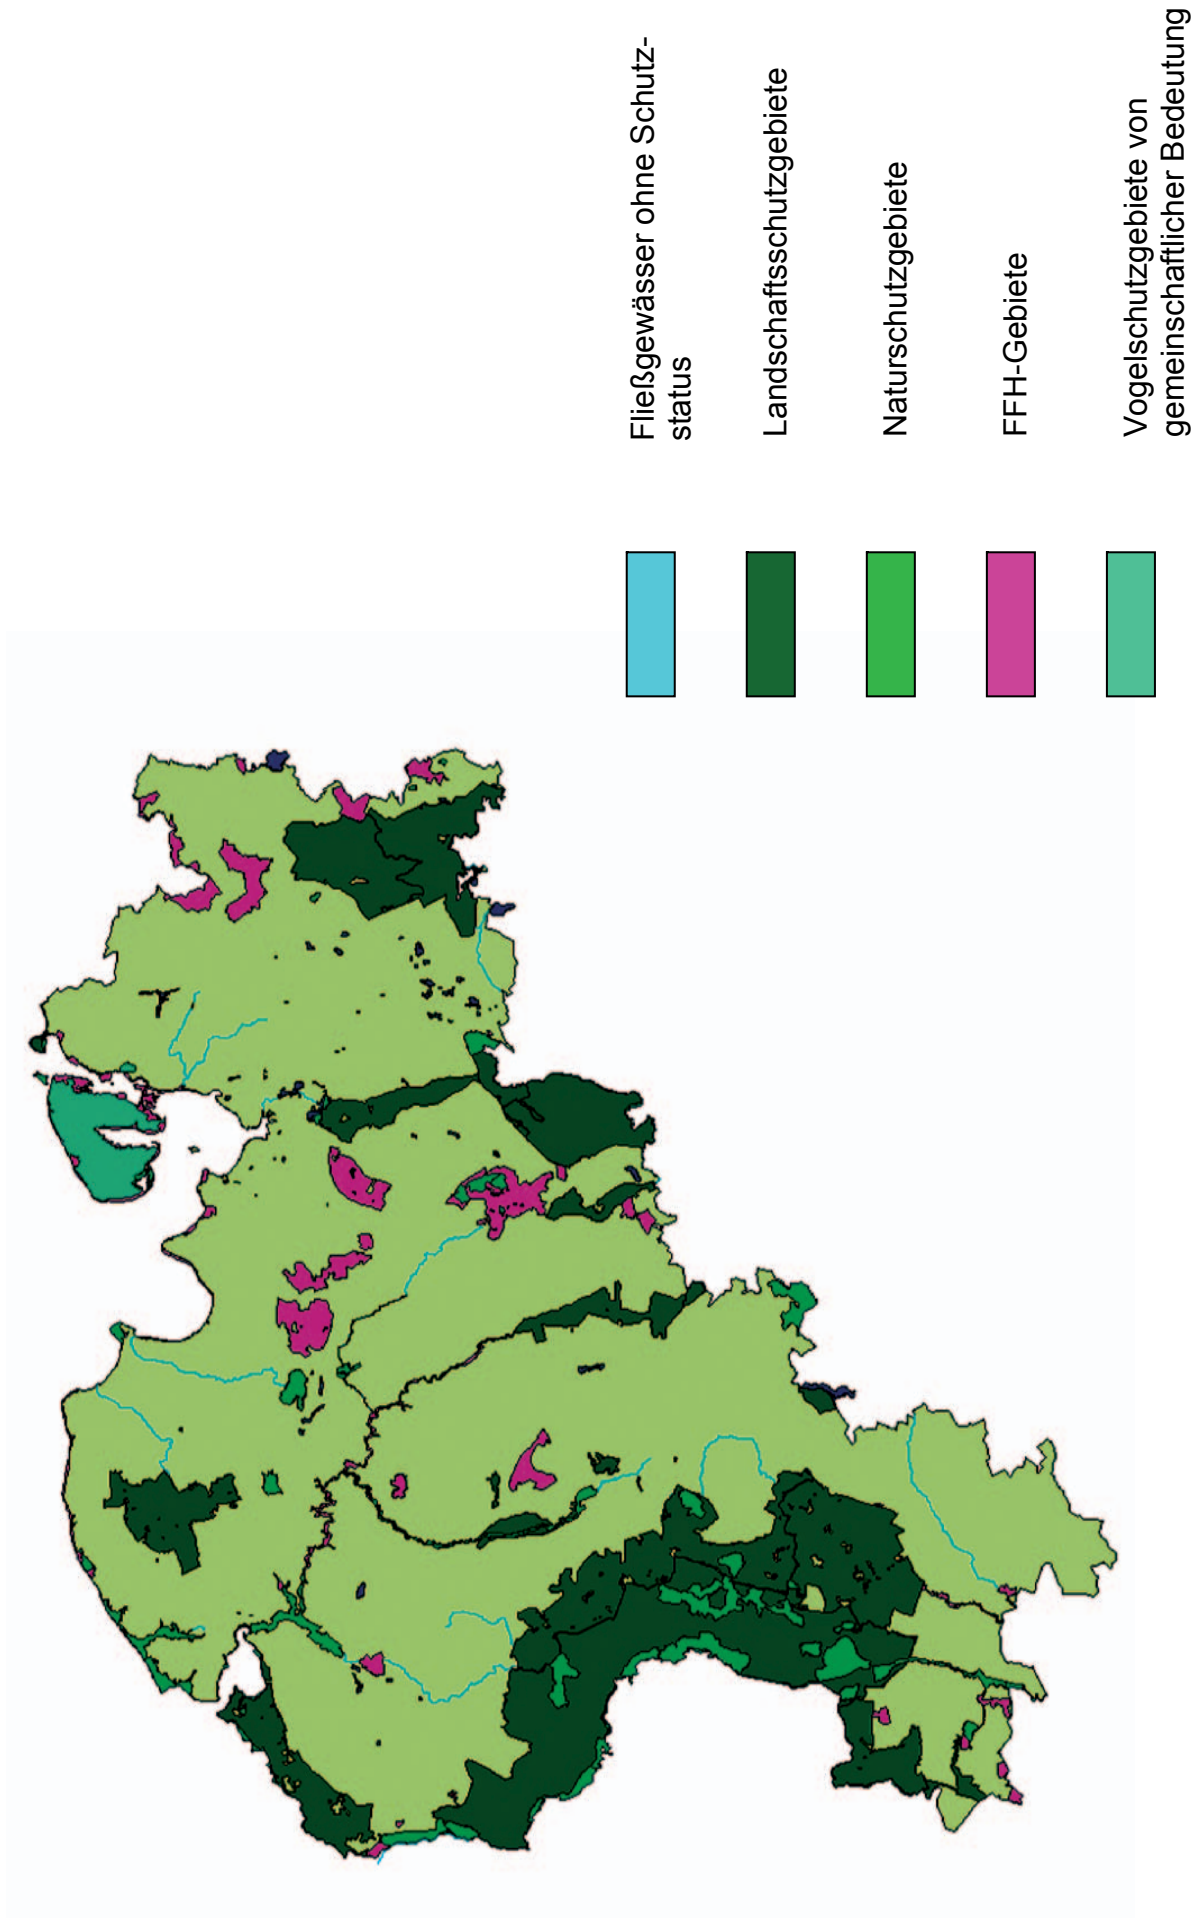 Fließgewässer ohne Schutz-
status
Landschaftsschutzgebiete
Naturschutzgebiete
FFH-Gebiete
Vogelschutzgebiete von
gemeinschaftlicher Bedeutung